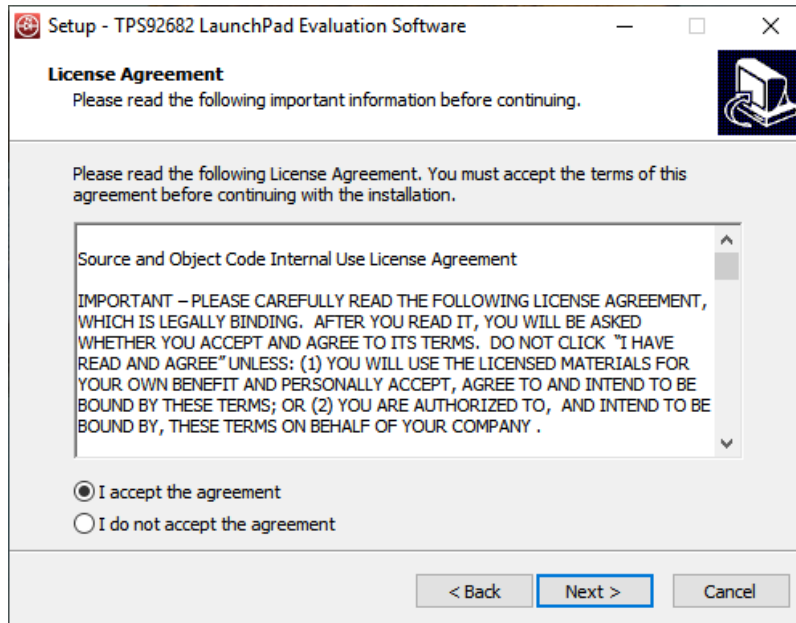 Setup - TPS92682 LaunchPad Evaluation Software
License Agreement
Please read the following important information before continuing.
Please read the following License Agreement. You must accept the terms of this
agreement before continuing with the installation.
Source and Object Code Internal Use License Agreement
IMPORTANT – PLEASE CAREFULLY READ THE FOLLOWING LICENSE AGREEMENT,
WHICH IS LEGALLY BINDING.  AFTER YOU READ IT, YOU WILL BE ASKED
WHETHER YOU ACCEPT AND AGREE TO ITS TERMS.  DO NOT CLICK  “I HAVE
READ AND AGREE” UNLESS: (1) YOU WILL USE THE LICENSED MATERIALS FOR
YOUR OWN BENEFIT AND PERSONALLY ACCEPT, AGREE TO AND INTEND TO BE
BOUND BY THESE TERMS; OR (2) YOU ARE AUTHORIZED TO,  AND INTEND TO BE
BOUND BY, THESE TERMS ON BEHALF OF YOUR COMPANY .
I accept the agreement
I do not accept the agreement
< Back
Next >
Cancel